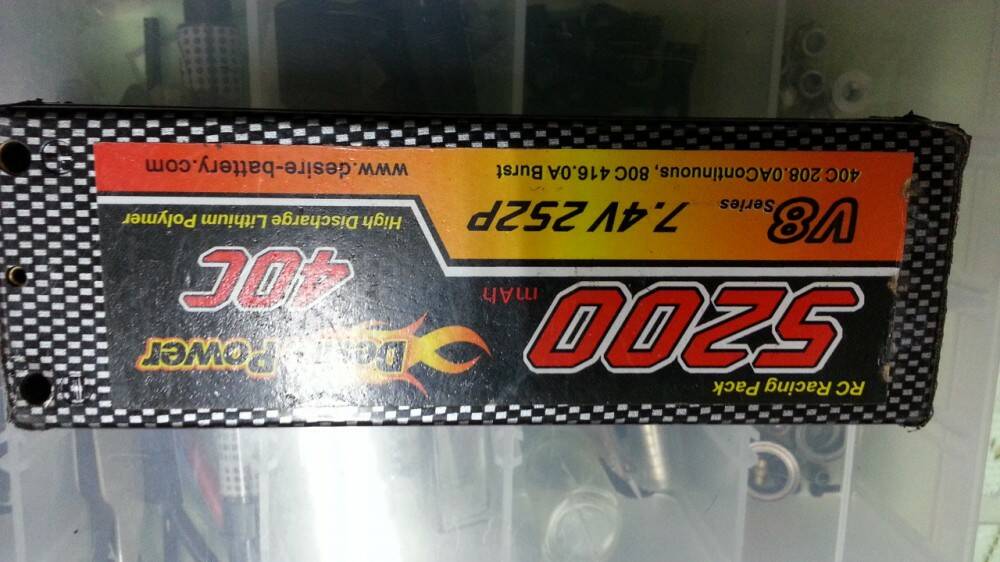 RC Racing Pack
5200 mAh
Desire Power
40C
High Discharge Lithium Polymer
V8 Series 7.4V 2S2P
40C 208.0AContinuous, 80C 416.0A Burst
www.desire-battery.com